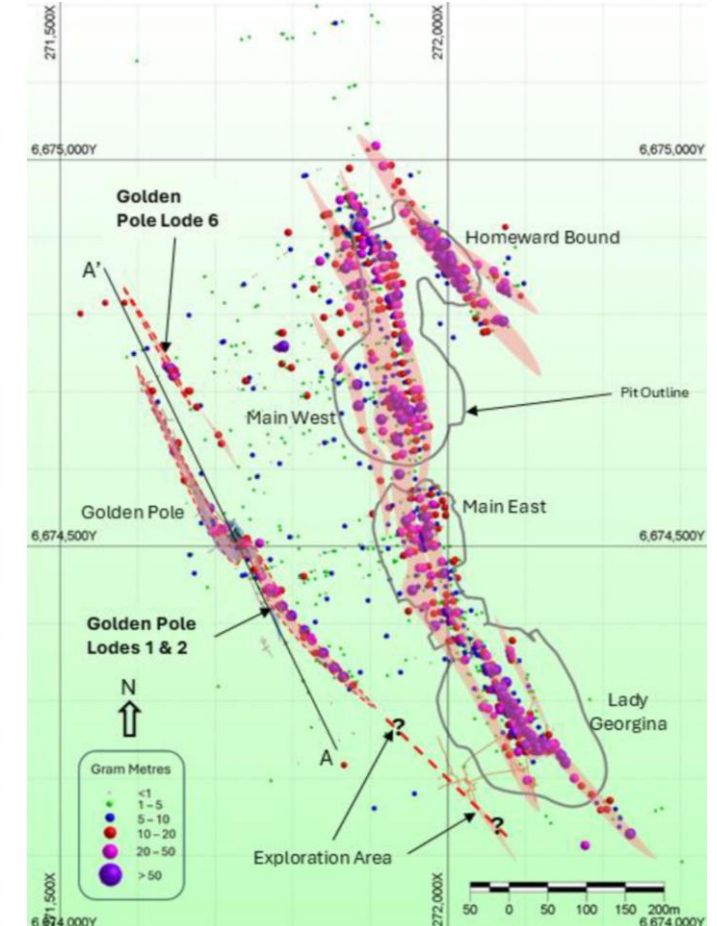 271,500X
272,000X
6,675,000Y
6,675,000Y
Golden
Pole Lode 6
Homeward Bound
A'
Pit Outline
Main West
Golden Pole
Main East
6,674,500Y
6,674,500Y
Golden Pole
Lodes 1 & 2
N
Lady
Georgina
?
A
Gram Metres
<1
1 – 5
5 – 10
10 – 20
20 – 50
> 50
?
Exploration Area
271,500X
272,000X
50 0 50 100 150 200m
6,674,000Y
6,674,000Y